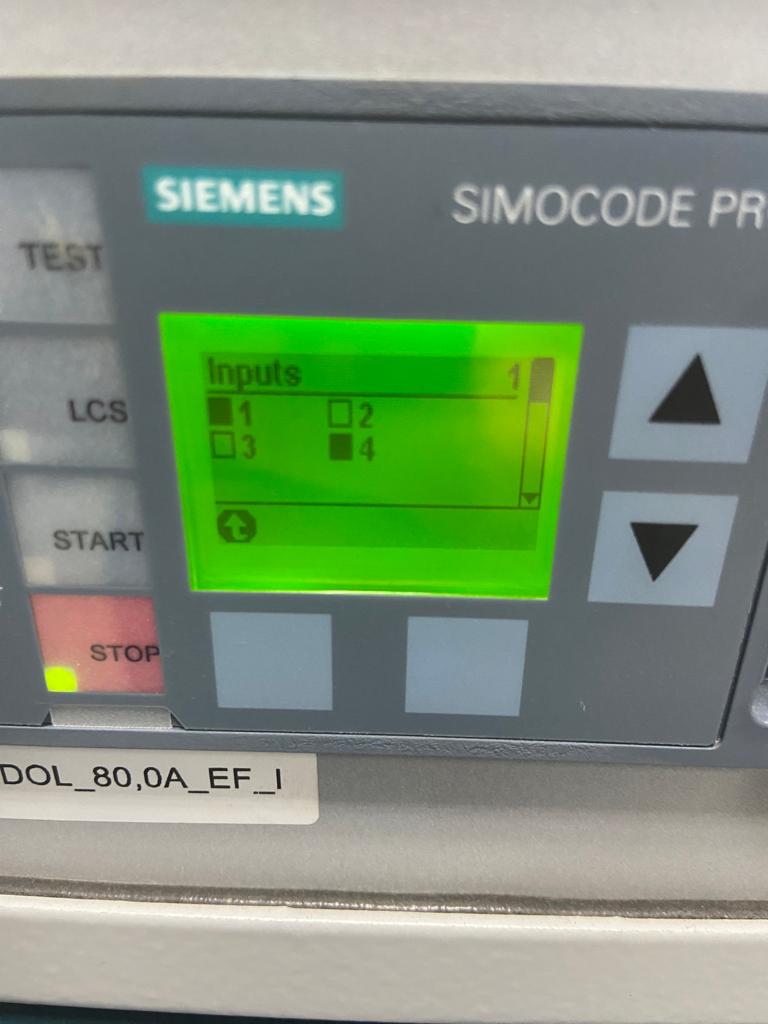 SIEMENS
SIMOCODE PR
TEST
LCS
START
STOP
Inputs 1
1 2
3 4
DOL_80,0A_EF_I